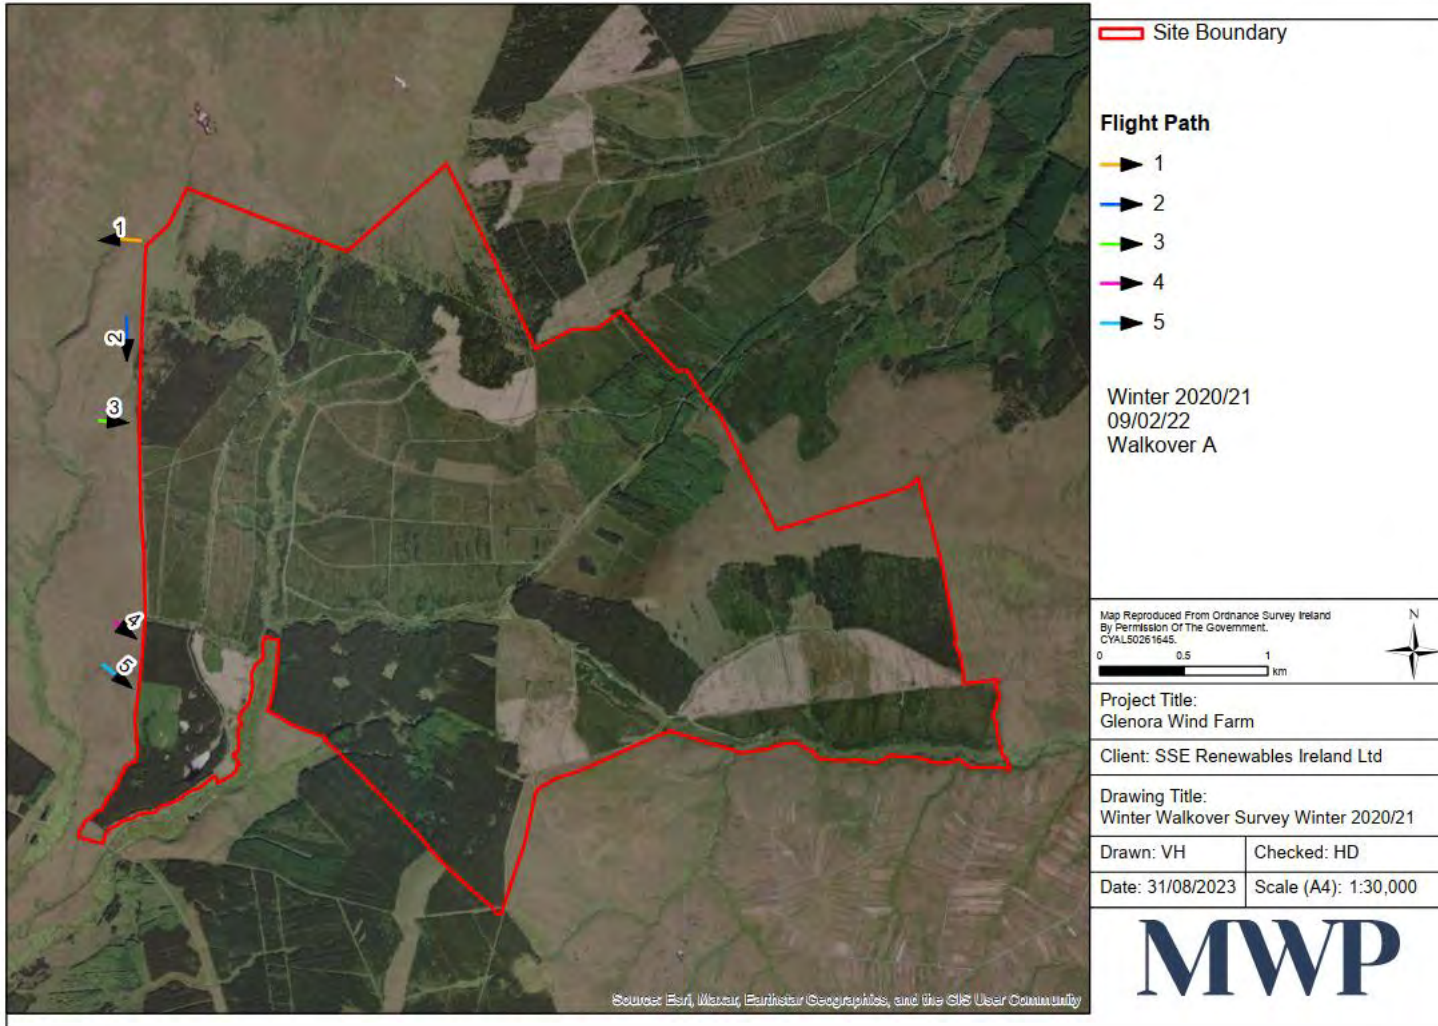 Site Boundary
Flight Path
1
2
3
4
5
Winter 2020/21
09/02/22
Walkover A
Map Reproduced From Ordnance Survey Ireland
By Permission Of The Government.
CYAL50261645.
N
0 0.5 1
km
Project Title:
Glenora Wind Farm
Client: SSE Renewables Ireland Ltd
Drawing Title:
Winter Walkover Survey Winter 2020/21
Drawn: VH Checked: HD
Date: 31/08/2023 Scale (A4): 1:30,000
MWP
1
2
3
4
5
Source: Esri, Maxar, Earthstar Geographics, and the GIS User Community